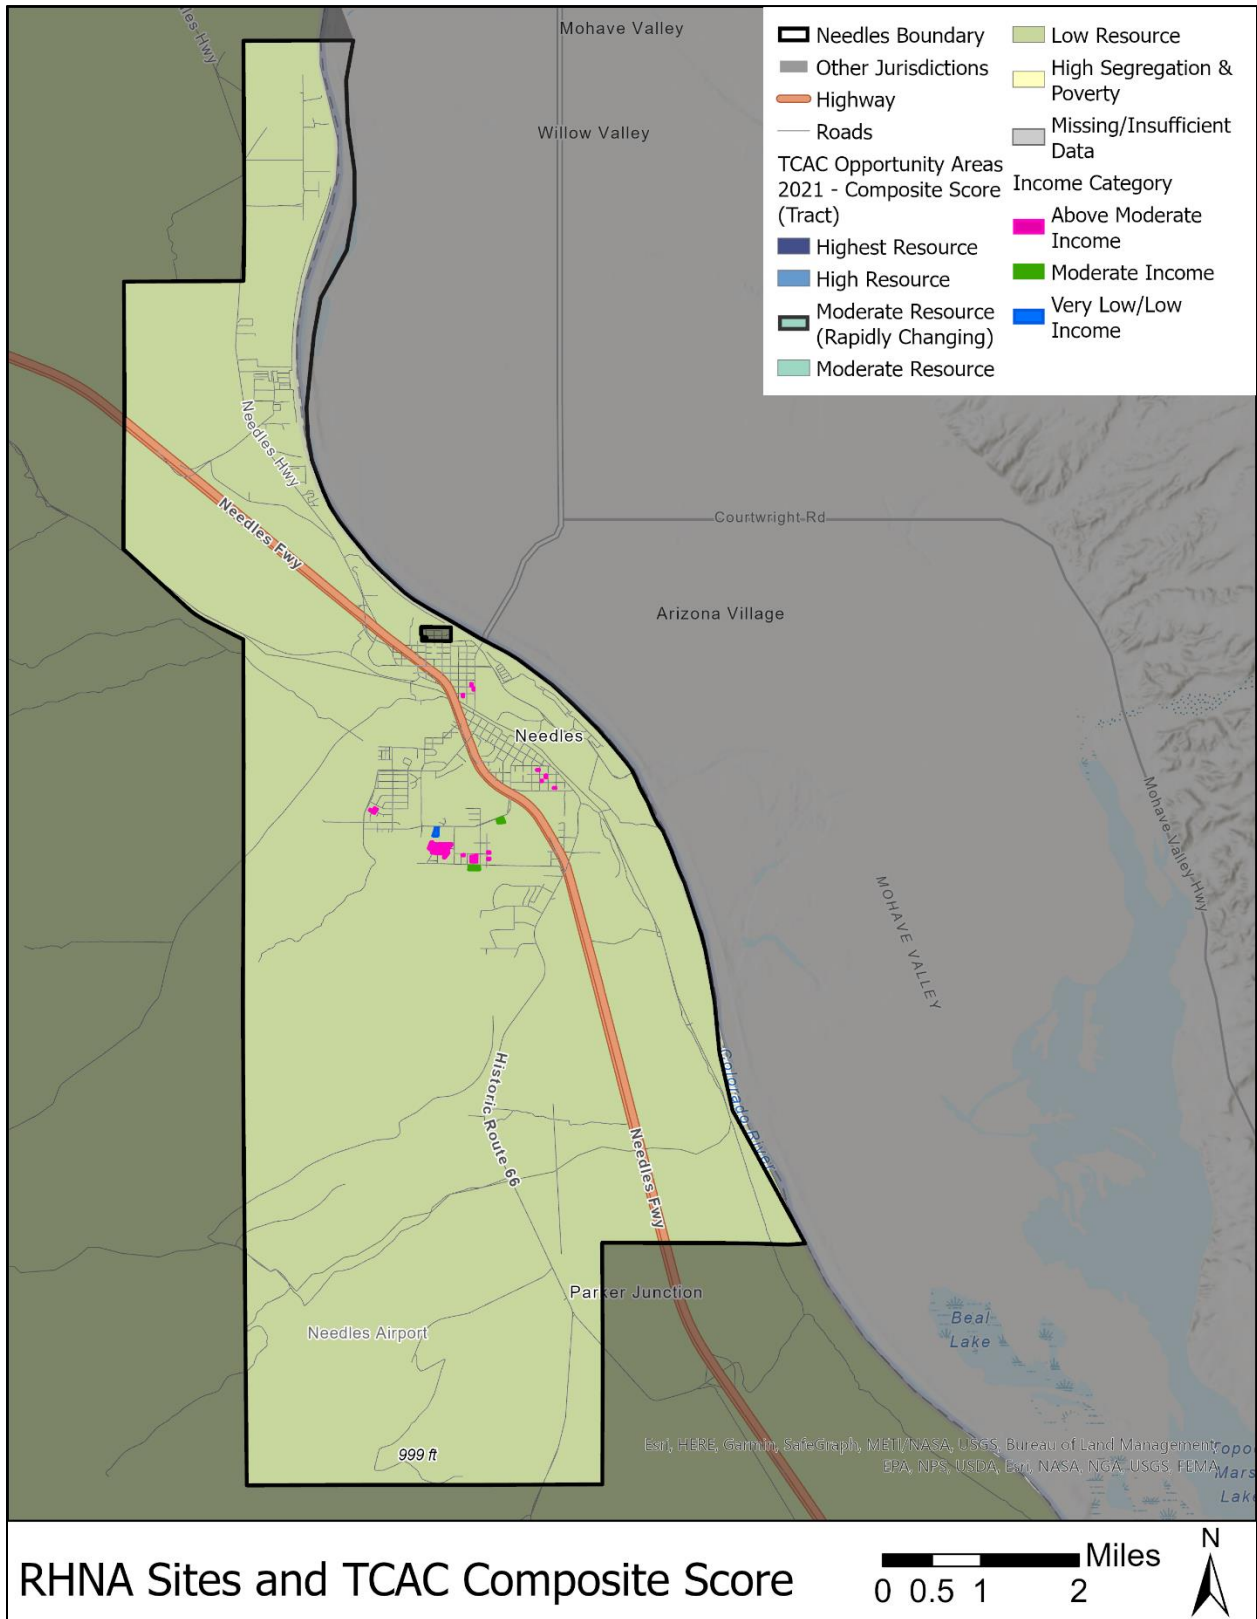 les Hwy
Mohave Valley
Willow Valley
Needles Boundary
Other Jurisdictions
Highway
Roads
TCAC Opportunity Areas
2021 - Composite Score
(Tract)
Highest Resource
High Resource
Moderate Resource
(Rapidly Changing)
Moderate Resource
Low Resource
High Segregation &
Poverty
Missing/Insufficient
Data
Income Category
Above Moderate
Income
Moderate Income
Very Low/Low
Income
Needles Hwy
Needles Fwy
Courtwright Rd
Arizona Village
Needles
Mohave Valley Hwy
MOHAVE VALLEY
Colorado River
Historic Route 66
Needles Fwy
Parker Junction
Needles Airport
Beal
Lake
999 ft
Esri, HERE, Garmin, SafeGraph, METI/NASA, USGS, Bureau of Land Management,
EPA, NPS, USDA, Esri, NASA, NGA, USGS, FEMA
Topo
Mars
Lake
RHNA Sites and TCAC Composite Score
Miles
0 0.5 1 2
N